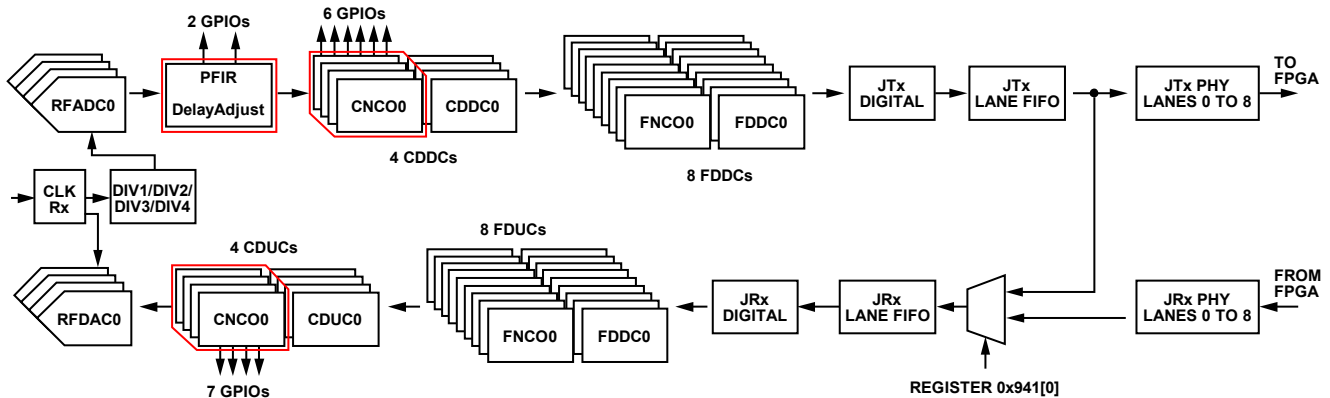 2 GPIOs
6 GPIOs
RFADC0
PFIR
DelayAdjust
CNCO0
CDDC0
4 CDDCs
FNCO0
FDDC0
8 FDDCs
JTx
DIGITAL
JTx
LANE FIFO
JTx PHY
LANES 0 TO 8
TO
FPGA
CLK
Rx
DIV1/DIV2/
DIV3/DIV4
4 CDUCs
8 FDUCs
RFDAC0
CNCO0
CDUC0
7 GPIOs
FNCO0
FDDC0
JRx
DIGITAL
JRx
LANE FIFO
JRx PHY
LANES 0 TO 8
FROM
FPGA
REGISTER 0x941[0]